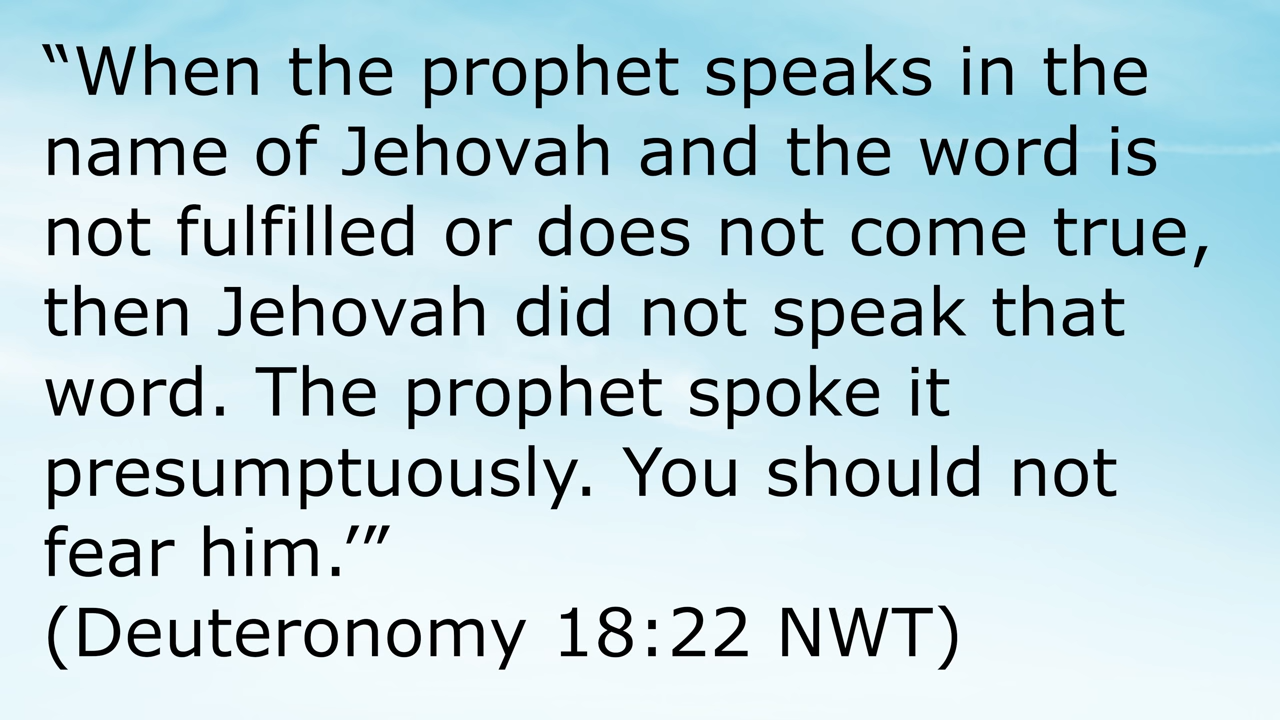 “When the prophet speaks in the
name of Jehovah and the word is
not fulfilled or does not come true,
then Jehovah did not speak that
word. The prophet spoke it
presumptuously. You should not
fear him.’”
(Deuteronomy 18:22 NWT)